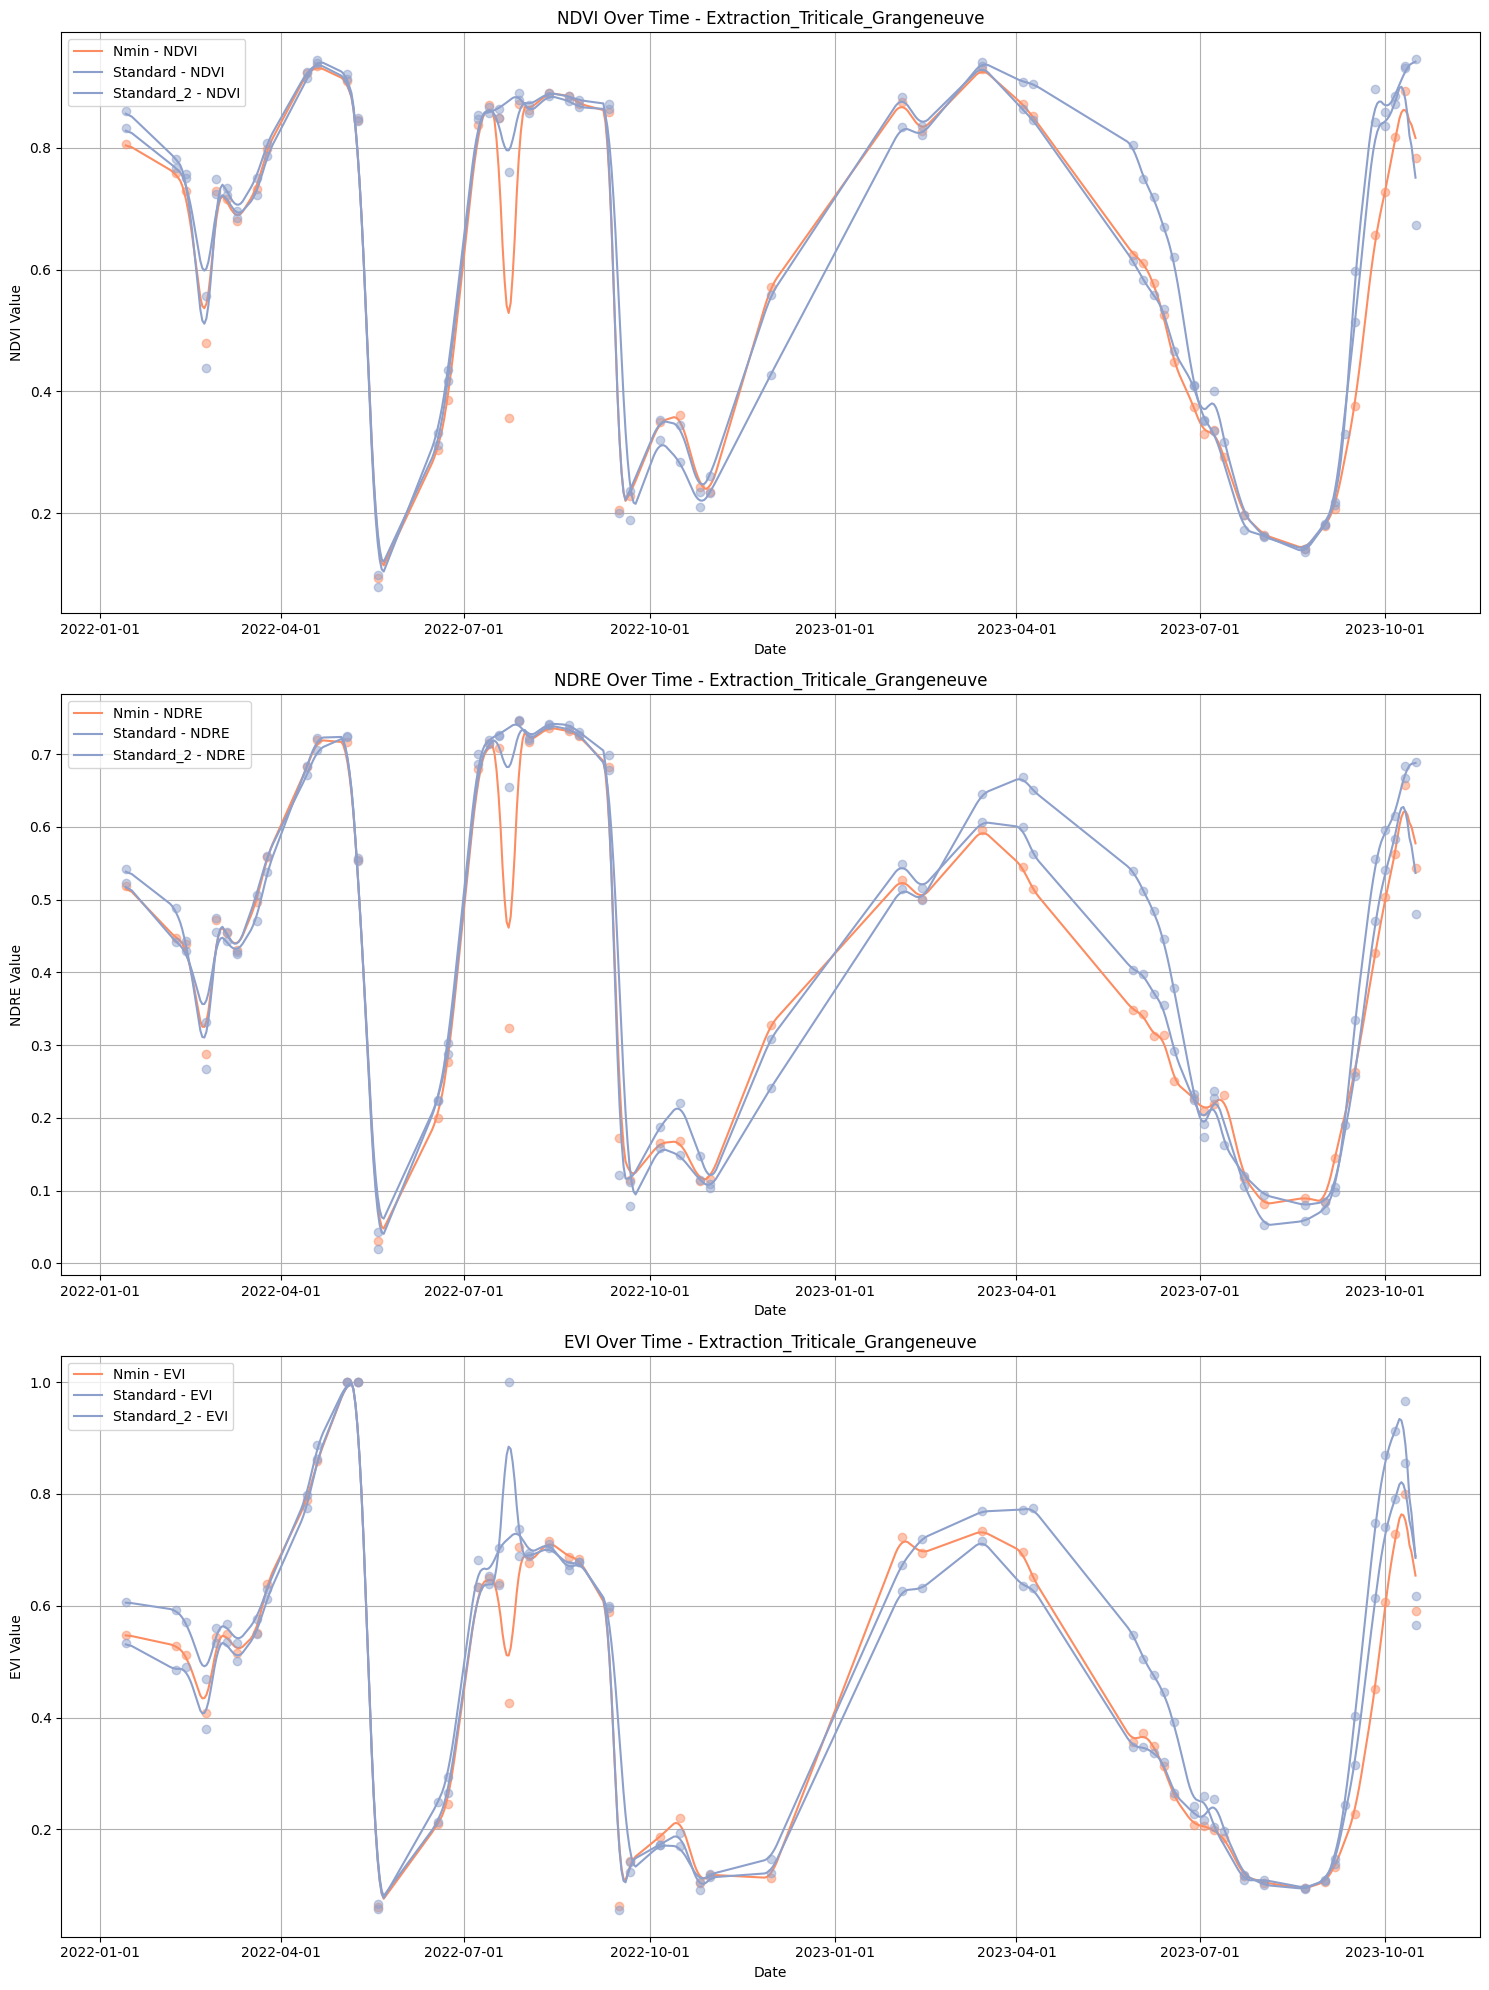 NDVI Over Time - Extraction_Triticale_Grangeneuve
Nmin - NDVI
Standard - NDVI
Standard_2 - NDVI
NDVI Value
0.8
0.6
0.4
0.2
2022-01-01 2022-04-01 2022-07-01 2022-10-01 2023-01-01 2023-04-01 2023-07-01 2023-10-01
Date
NDRE Over Time - Extraction_Triticale_Grangeneuve
Nmin - NDRE
Standard - NDRE
Standard_2 - NDRE
NDRE Value
0.7
0.6
0.5
0.4
0.3
0.2
0.1
0.0
2022-01-01 2022-04-01 2022-07-01 2022-10-01 2023-01-01 2023-04-01 2023-07-01 2023-10-01
Date
EVI Over Time - Extraction_Triticale_Grangeneuve
Nmin - EVI
Standard - EVI
Standard_2 - EVI
EVI Value
1.0
0.8
0.6
0.4
0.2
2022-01-01 2022-04-01 2022-07-01 2022-10-01 2023-01-01 2023-04-01 2023-07-01 2023-10-01
Date